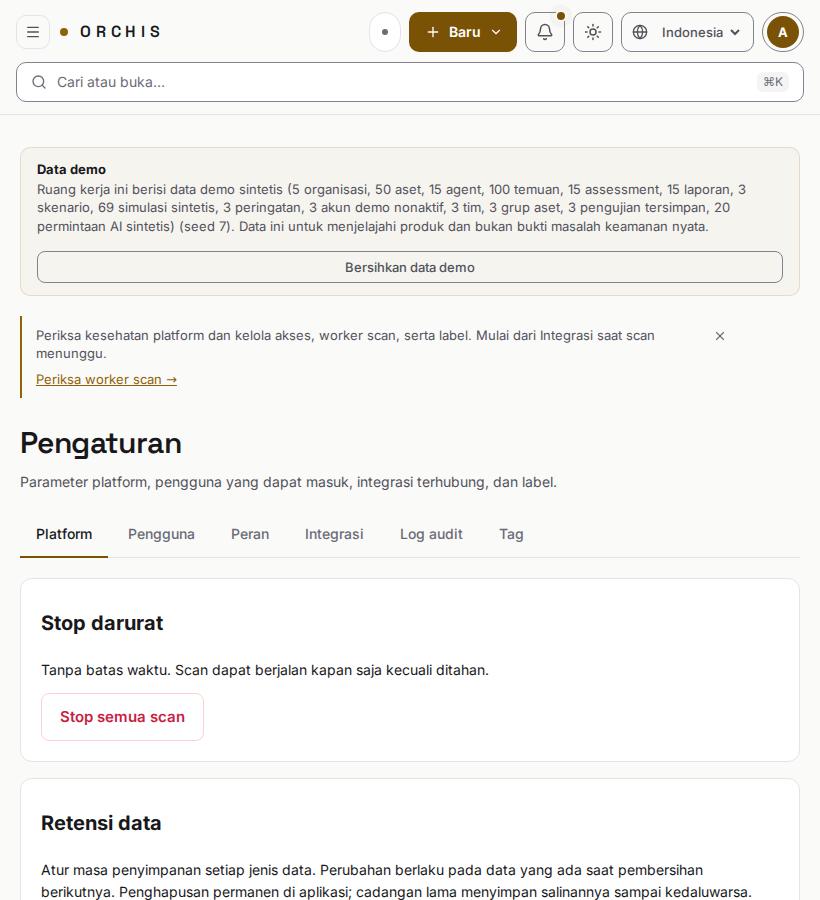 ORCHIS
Baru
Indonesia
A
Cari atau buka...
⌘K
Data demo
Ruang kerja ini berisi data demo sintetis (5 organisasi, 50 aset, 15 agent, 100 temuan, 15 assessment, 15 laporan, 3
skenario, 69 simulasi sintetis, 3 peringatan, 3 akun demo nonaktif, 3 tim, 3 grup aset, 3 pengujian tersimpan, 20
permintaan AI sintetis) (seed 7). Data ini untuk menjelajahi produk dan bukan bukti masalah keamanan nyata.
Bersihkan data demo
Periksa kesehatan platform dan kelola akses, worker scan, serta label. Mulai dari Integrasi saat scan
menunggu.
Periksa worker scan →
Pengaturan
Parameter platform, pengguna yang dapat masuk, integrasi terhubung, dan label.
Platform
Pengguna
Peran
Integrasi
Log audit
Tag
Stop darurat
Tanpa batas waktu. Scan dapat berjalan kapan saja kecuali ditahan.
Stop semua scan
Retensi data
Atur masa penyimpanan setiap jenis data. Perubahan berlaku pada data yang ada saat pembersihan
berikutnya. Penghapusan permanen di aplikasi; cadangan lama menyimpan salinannya sampai kedaluwarsa.